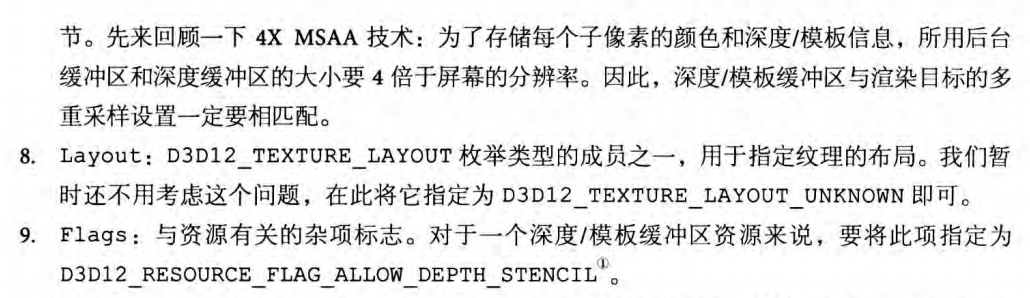 节。先来回顾一下 4X MSAA 技术：为了存储每个子像素的颜色和深度/模板信息，所用后台
缓冲区和深度缓冲区的大小要 4 倍于屏幕的分辨率。因此，深度/模板缓冲区与渲染目标的多
重采样设置一定要相匹配。
8. Layout：D3D12_TEXTURE_LAYOUT 枚举类型的成员之一，用于指定纹理的布局。我们暂
时还不用考虑这个问题，在此将它指定为 D3D12_TEXTURE_LAYOUT_UNKNOWN 即可。
9. Flags：与资源有关的杂项标志。对于一个深度/模板缓冲区资源来说，要将此项指定为
D3D12_RESOURCE_FLAG_ALLOW_DEPTH_STENCIL①。